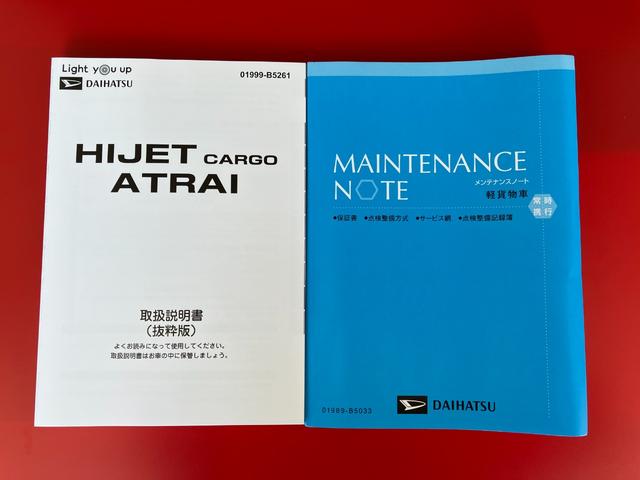 Light you up
DAIHATSU
01999-B5261
HIJET CARGO
ATRAI
取扱説明書
（抜粋版）
よくお読みになって使用してください。
取扱説明書はお車の中に保管しましょう。
MAINTENANCE
NOTE
メンテナンスノート
軽貨物車
常時
携行
●保証書 ●点検整備方式 ●サービス網 ●点検整備記録簿
01989-B5033
DAIHATSU